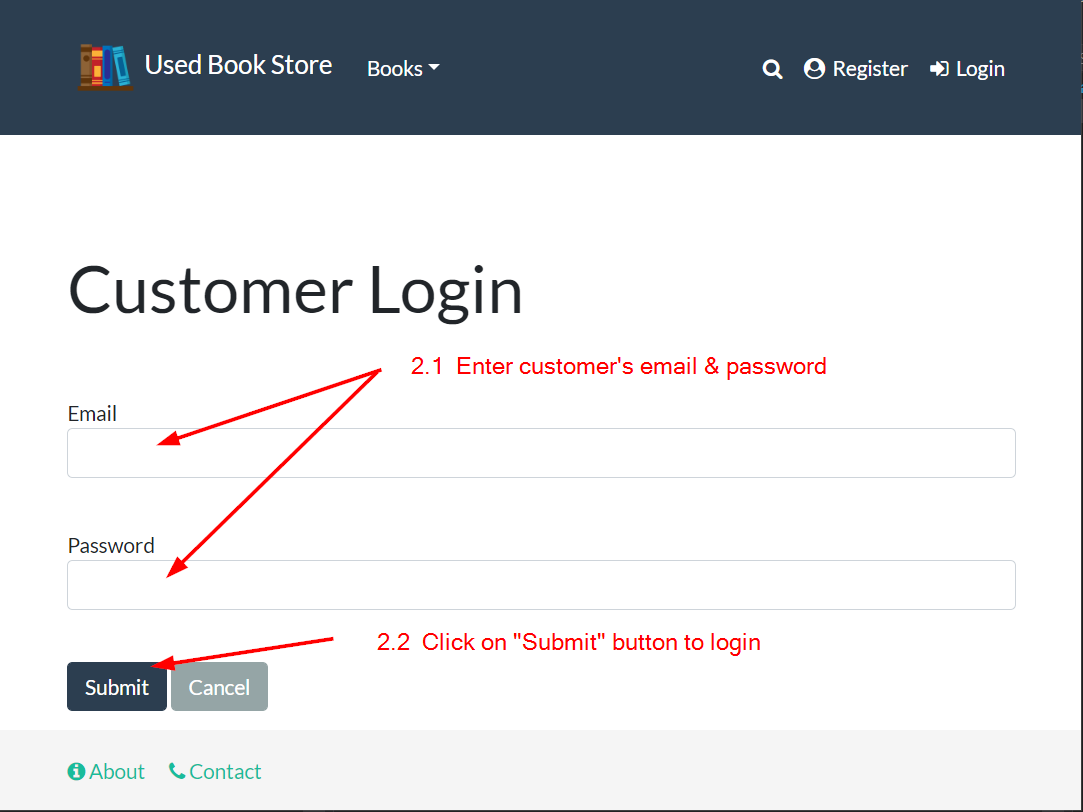 Used Book Store Books Register Login
Customer Login
2.1 Enter customer's email & password
Email
Password
2.2 Click on "Submit" button to login
Submit Cancel
About Contact